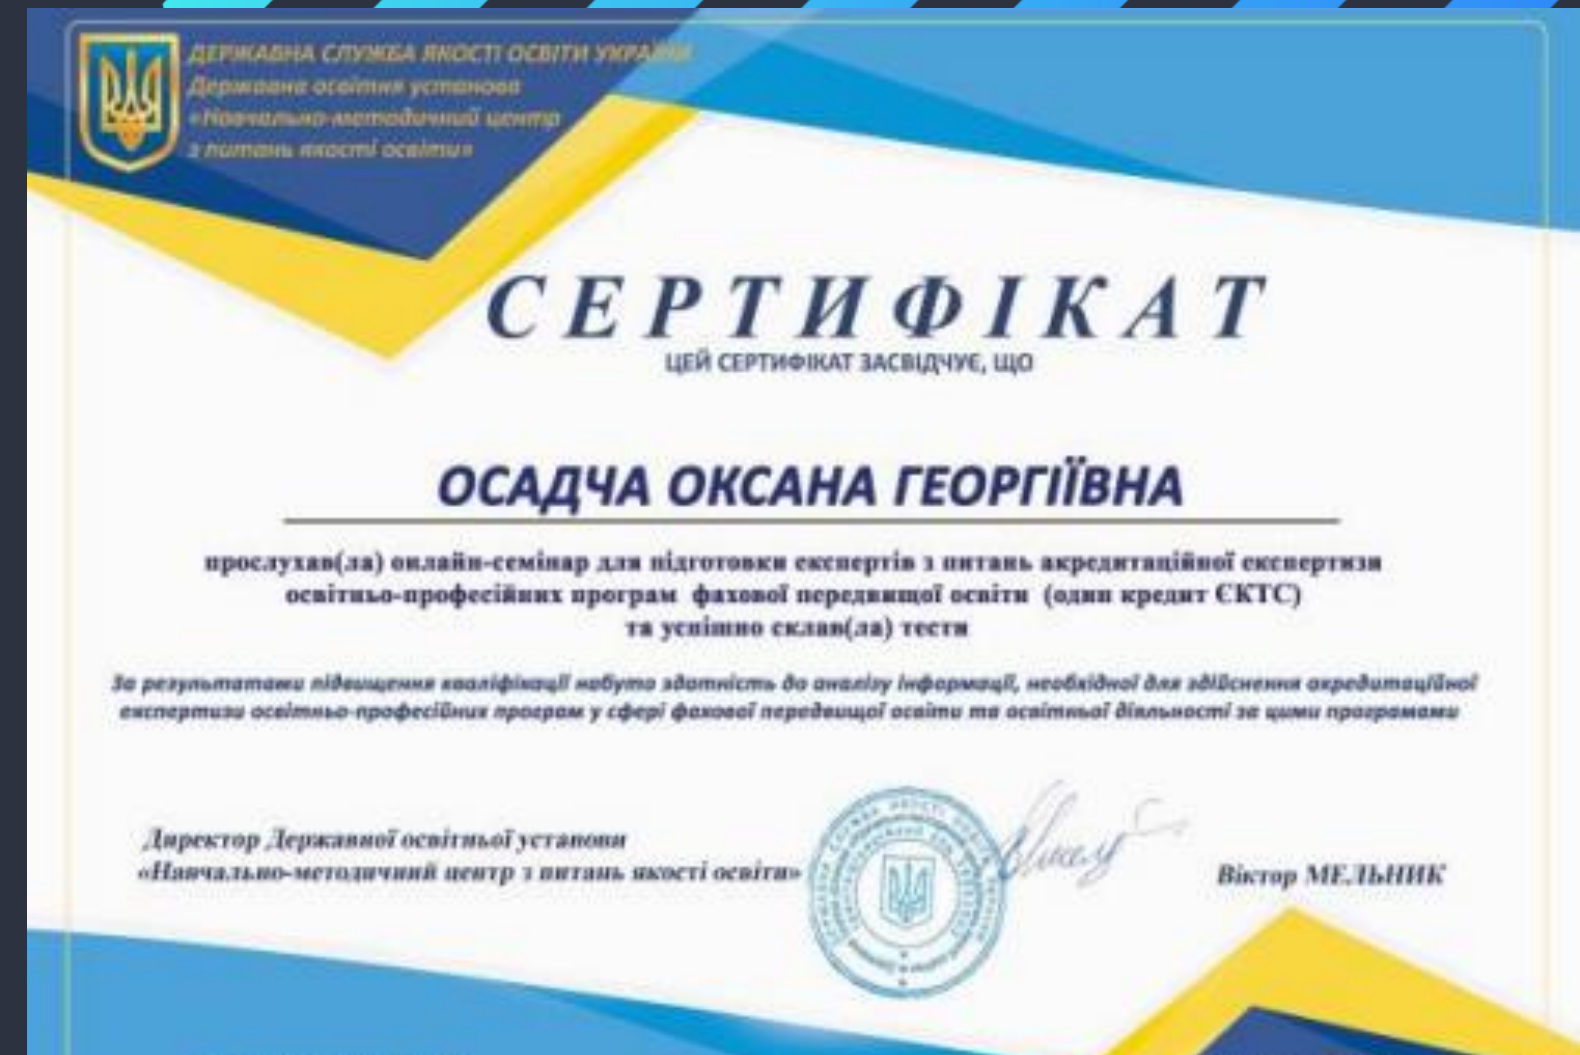 ДЕРЖАВНА СЛУЖБА ЯКОСТІ ОСВІТИ УКРАЇНИ
Державна освітня установа
«Навчально-методичний центр
з питань якості освіти»
СЕРТИФІКАТ
ЦЕЙ СЕРТИФІКАТ ЗАСВІДЧУЄ, ЩО
ОСАДЧА ОКСАНА ГЕОРГІЇВНА
прослухав(ла) онлайн-семінар для підготовки експертів з питань акредитаційної експертизи
освітньо-професійних програм фахової передвищої освіти (один кредит ЄКТС)
та успішно склав(ла) тести
За результатами підвищення кваліфікації набуто здатність до аналізу інформації, необхідної для здійснення акредитаційної
експертизи освітньо-професійних програм у сфері фахової передвищої освіти та освітньої діяльності за цими програмами
Директор Державної освітньої установи
«Навчально-методичний центр з питань якості освіти»
Віктор МЕЛЬНИК